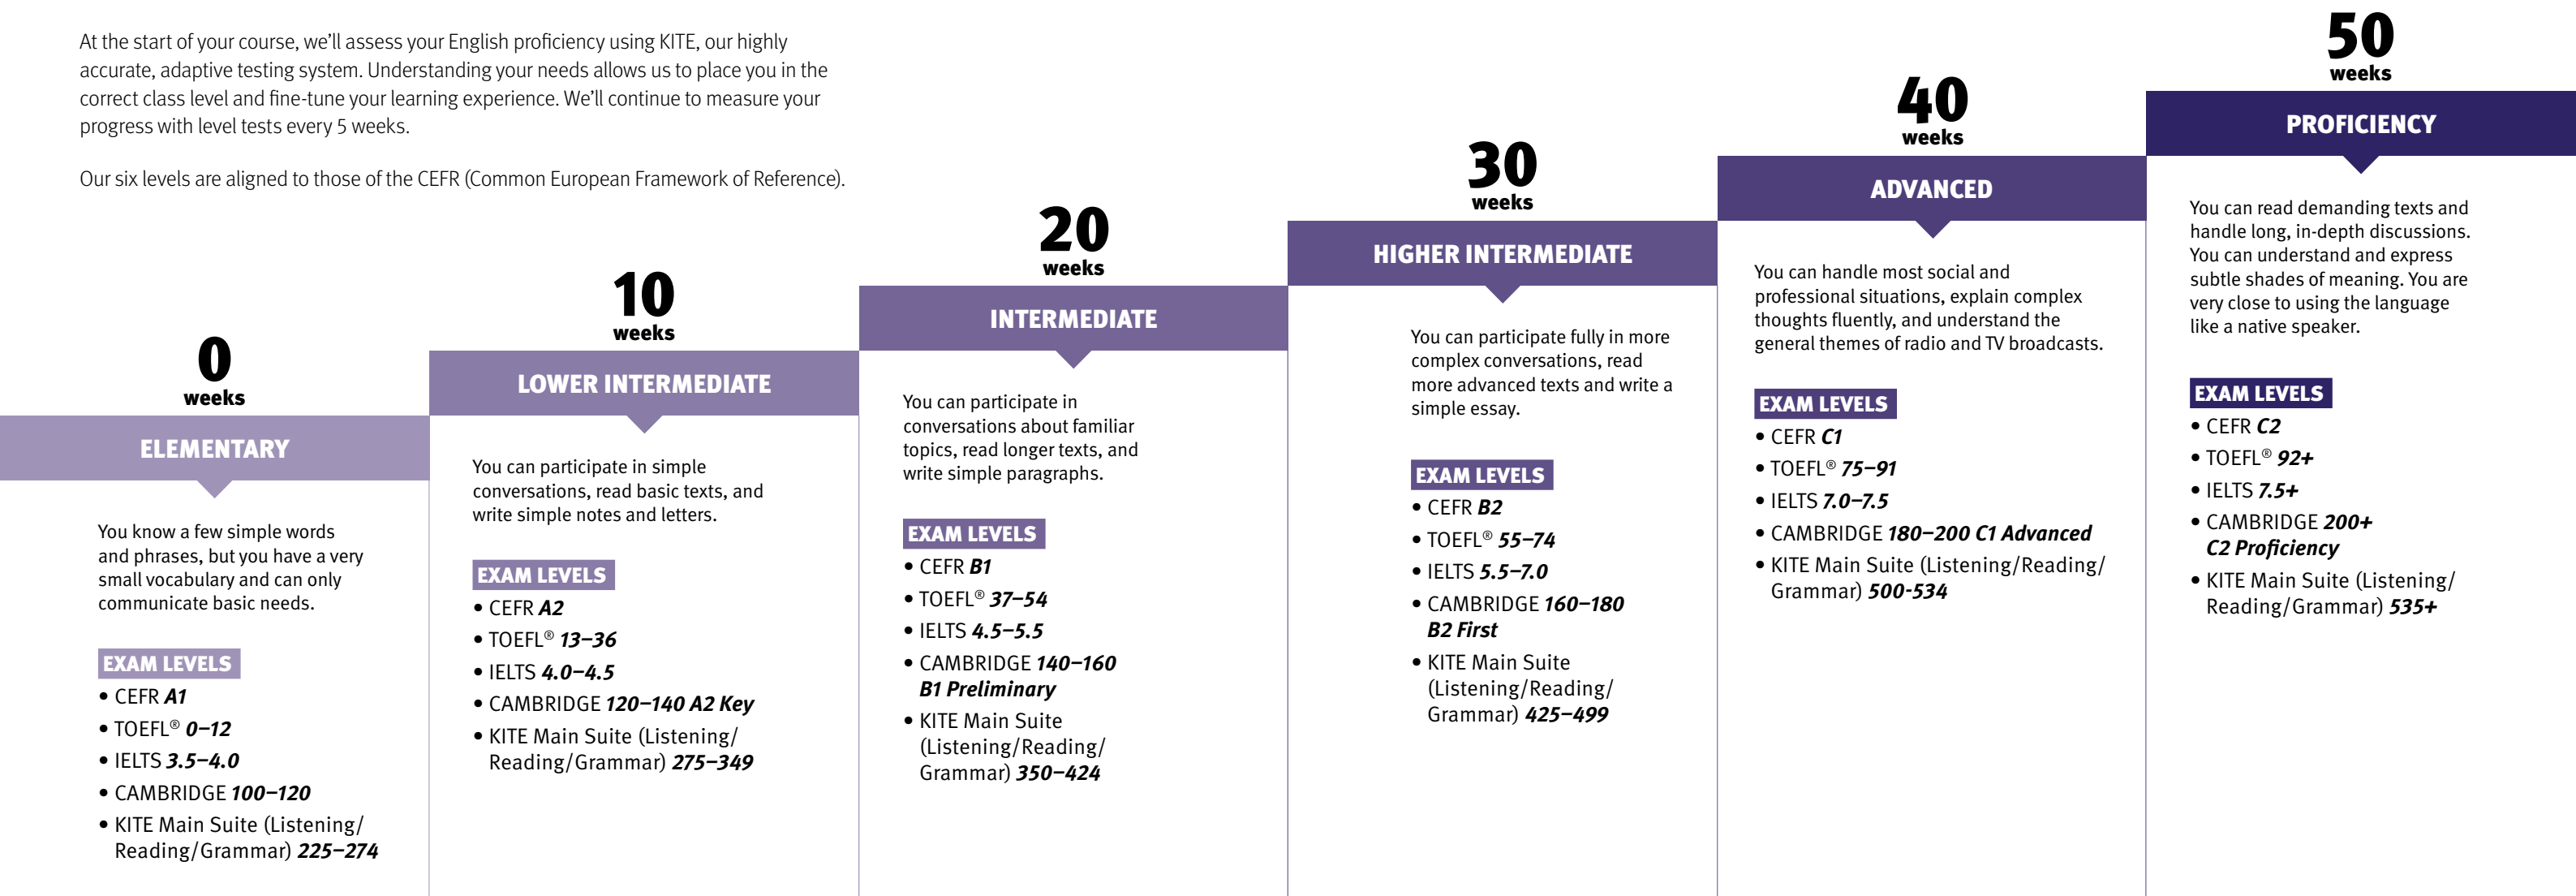 At the start of your course, we'll assess your English proficiency using KITE, our highly
accurate, adaptive testing system. Understanding your needs allows us to place you in the
correct class level and fine-tune your learning experience. We'll continue to measure your
progress with level tests every 5 weeks.
Our six levels are aligned to those of the CEFR (Common European Framework of Reference).
0
weeks
ELEMENTARY
You know a few simple words
and phrases, but you have a very
small vocabulary and can only
communicate basic needs.
EXAM LEVELS
• CEFR A1
• TOEFL® 0–12
• IELTS 3.5–4.0
• CAMBRIDGE 100–120
• KITE Main Suite (Listening/
Reading/Grammar) 225–274
10
weeks
LOWER INTERMEDIATE
You can participate in simple
conversations, read basic texts, and
write simple notes and letters.
EXAM LEVELS
• CEFR A2
• TOEFL® 13–36
• IELTS 4.0–4.5
• CAMBRIDGE 120–140 A2 Key
• KITE Main Suite (Listening/
Reading/Grammar) 275–349
20
weeks
INTERMEDIATE
You can participate in
conversations about familiar
topics, read longer texts, and
write simple paragraphs.
EXAM LEVELS
• CEFR B1
• TOEFL® 37–54
• IELTS 4.5–5.5
• CAMBRIDGE 140–160
B1 Preliminary
• KITE Main Suite
(Listening/Reading/
Grammar) 350–424
30
weeks
HIGHER INTERMEDIATE
You can participate fully in more
complex conversations, read
more advanced texts and write a
simple essay.
EXAM LEVELS
• CEFR B2
• TOEFL® 55–74
• IELTS 5.5–7.0
• CAMBRIDGE 160–180
B2 First
• KITE Main Suite
(Listening/Reading/
Grammar) 425–499
40
weeks
ADVANCED
You can handle most social and
professional situations, explain complex
thoughts fluently, and understand the
general themes of radio and TV broadcasts.
EXAM LEVELS
• CEFR C1
• TOEFL® 75–91
• IELTS 7.0–7.5
• CAMBRIDGE 180–200 C1 Advanced
• KITE Main Suite (Listening/Reading/
Grammar) 500-534
50
weeks
PROFICIENCY
You can read demanding texts and
handle long, in-depth discussions.
You can understand and express
subtle shades of meaning. You are
very close to using the language
like a native speaker.
EXAM LEVELS
• CEFR C2
• TOEFL® 92+
• IELTS 7.5+
• CAMBRIDGE 200+
C2 Proficiency
• KITE Main Suite (Listening/
Reading/Grammar) 535+